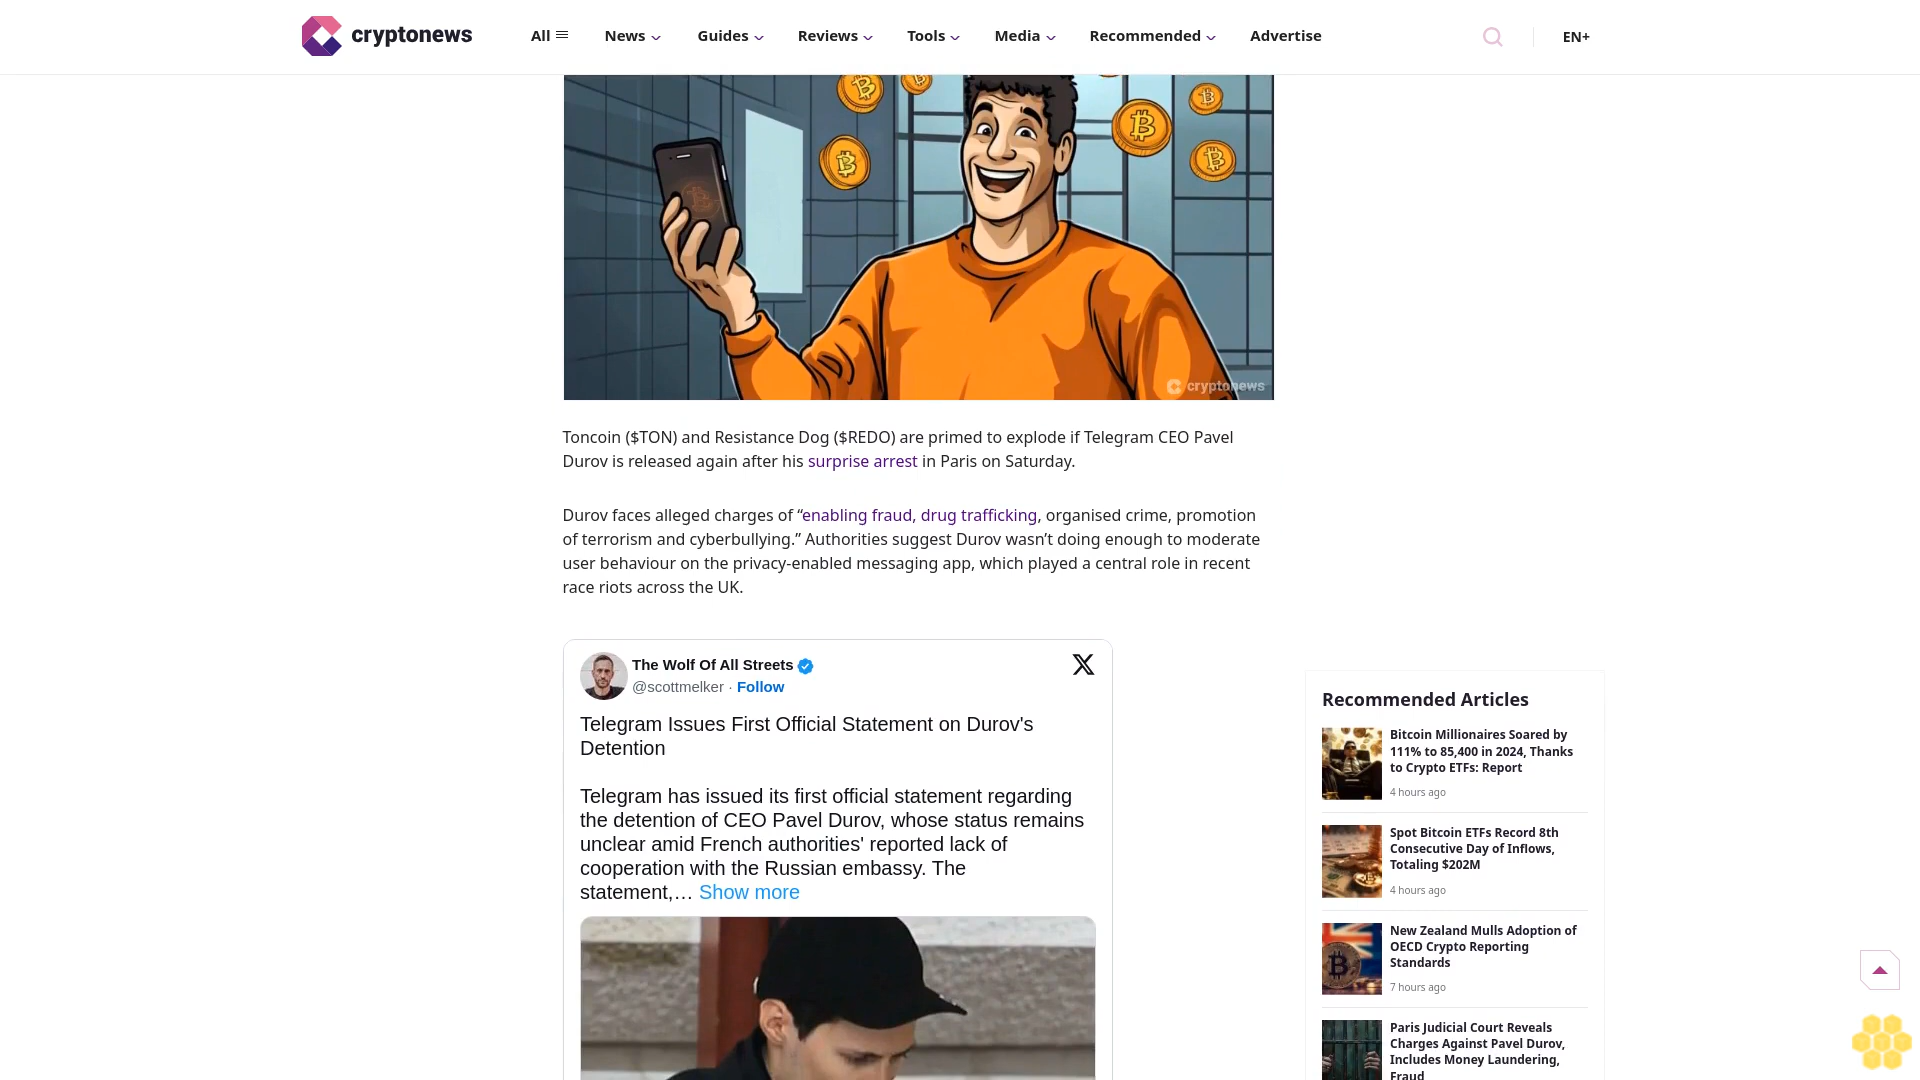 cryptonews
All
News
Guides
Reviews
Tools
Media
Recommended
Advertise
EN+
cryptonews
Toncoin ($TON) and Resistance Dog ($REDO) are primed to explode if Telegram CEO Pavel
Durov is released again after his surprise arrest in Paris on Saturday.
Durov faces alleged charges of “enabling fraud, drug trafficking, organised crime, promotion
of terrorism and cyberbullying.” Authorities suggest Durov wasn’t doing enough to moderate
user behaviour on the privacy-enabled messaging app, which played a central role in recent
race riots across the UK.
The Wolf Of All Streets
@scottmelker · Follow
Telegram Issues First Official Statement on Durov's
Detention
Telegram has issued its first official statement regarding
the detention of CEO Pavel Durov, whose status remains
unclear amid French authorities' reported lack of
cooperation with the Russian embassy. The
statement,… Show more
Recommended Articles
Bitcoin Millionaires Soared by
111% to 85,400 in 2024, Thanks
to Crypto ETFs: Report
4 hours ago
Spot Bitcoin ETFs Record 8th
Consecutive Day of Inflows,
Totaling $202M
4 hours ago
New Zealand Mulls Adoption of
OECD Crypto Reporting
Standards
7 hours ago
Paris Judicial Court Reveals
Charges Against Pavel Durov,
Includes Money Laundering,
Fraud